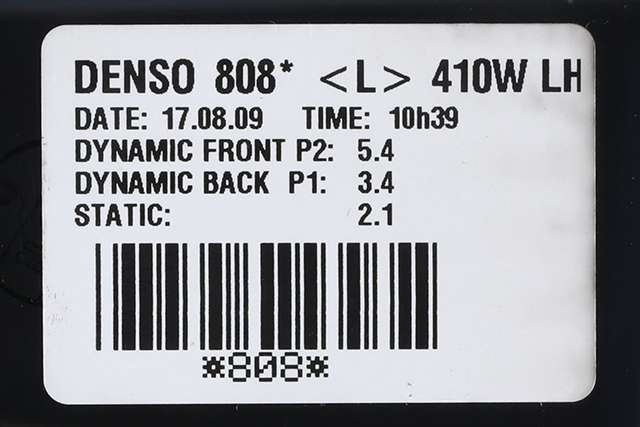 DENSO 808* <L> 410W LH
DATE: 17.08.09 TIME: 10h39
DYNAMIC FRONT P2: 5.4
DYNAMIC BACK P1: 3.4
STATIC: 2.1
*808*